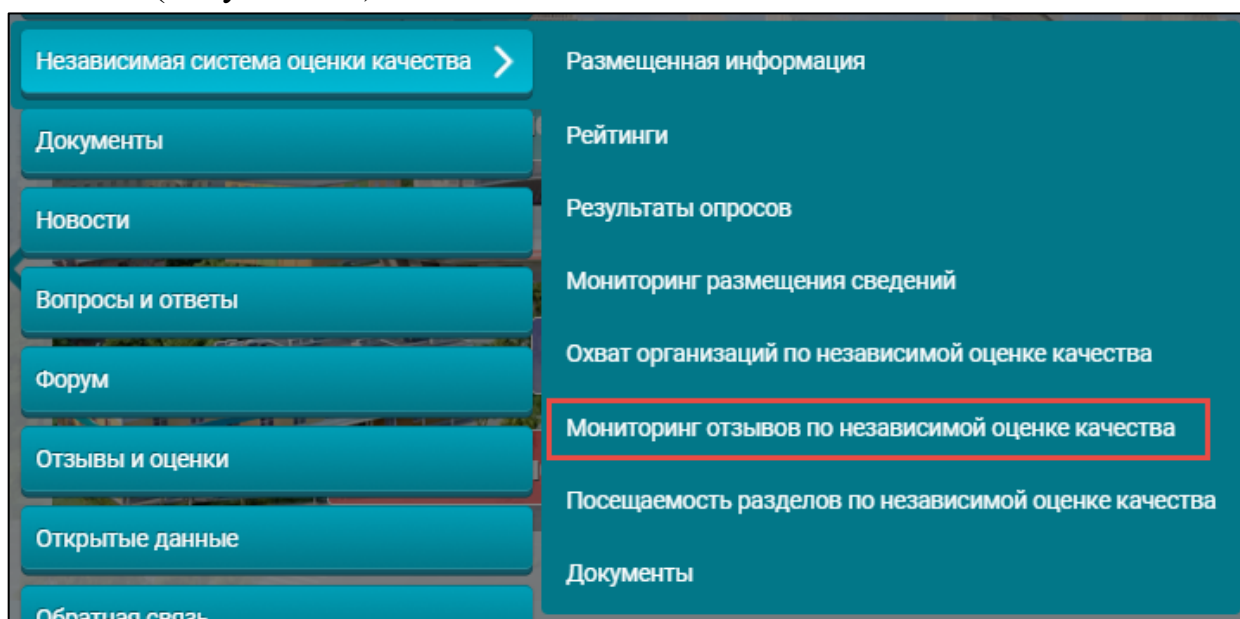 Независимая система оценки качества
Документы
Новости
Вопросы и ответы
Форум
Отзывы и оценки
Открытые данные
Обратная связь
Размещенная информация
Рейтинги
Результаты опросов
Мониторинг размещения сведений
Охват организаций по независимой оценке качества
Мониторинг отзывов по независимой оценке качества
Посещаемость разделов по независимой оценке качества
Документы